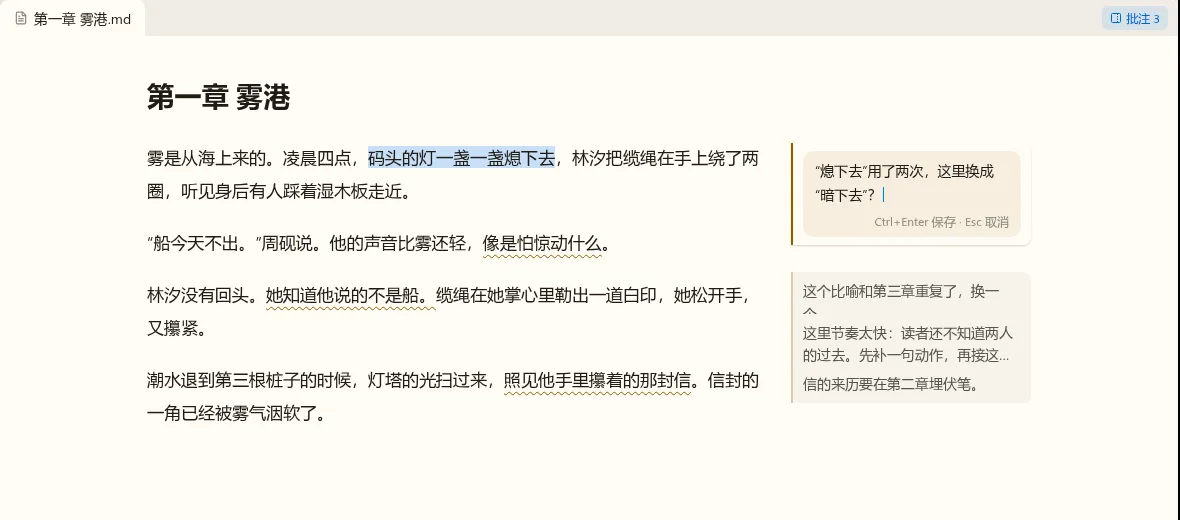 第一章 雾港.md
批注 3
第一章 雾港
雾是从海上来的。凌晨四点，码头的灯一盏一盏熄下去，林汐把缆绳在手上绕了两
圈，听见身后有人踩着湿木板走近。
“船今天不出。”周砚说。他的声音比雾还轻，像是怕惊动什么。
林汐没有回头。她知道他说的不是船。缆绳在她掌心里勒出一道白印，她松开手，
又攥紧。
潮水退到第三根桩子的时候，灯塔的光扫过来，照见他手里攥着的那封信。信封的
一角已经被雾气洇软了。
“熄下去”用了两次，这里换成
“暗下去”？
Ctrl+Enter 保存 · Esc 取消
这个比喻和第三章重复了，换一
个
这里节奏太快：读者还不知道两人
的过去。先补一句动作，再接这...
信的来历要在第二章埋伏笔。